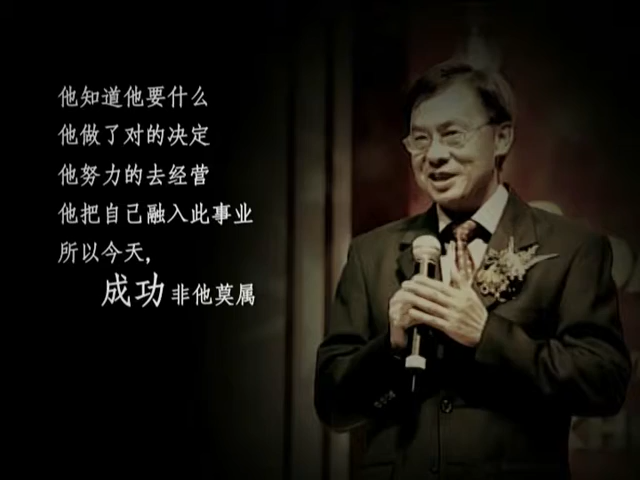 他知道他要什么
他做了对的决定
他努力的去经营
他把自己融入此事业
所以今天,
成功 非他莫属